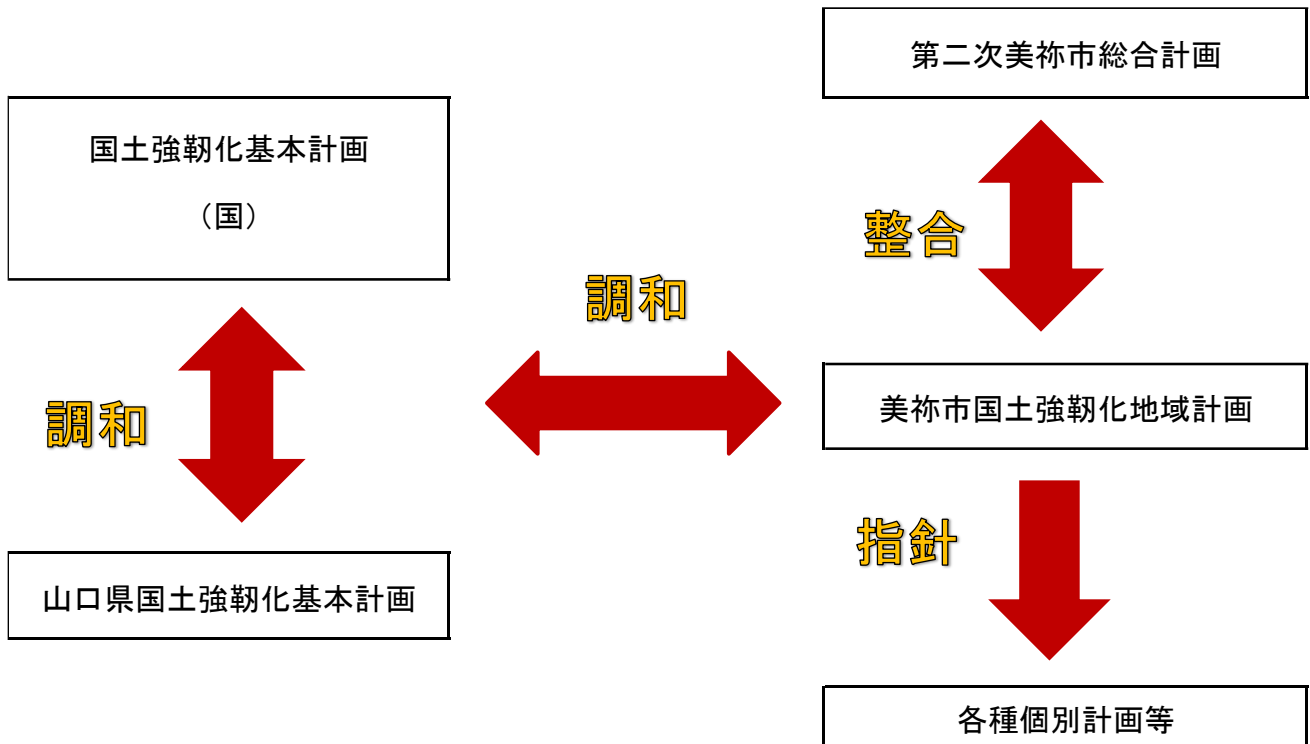 第二次美祢市総合計画
国土強靭化基本計画
（国）
整合
調和
調和
美祢市国土強靭化地域計画
指針
山口県国土強靭化基本計画
各種個別計画等